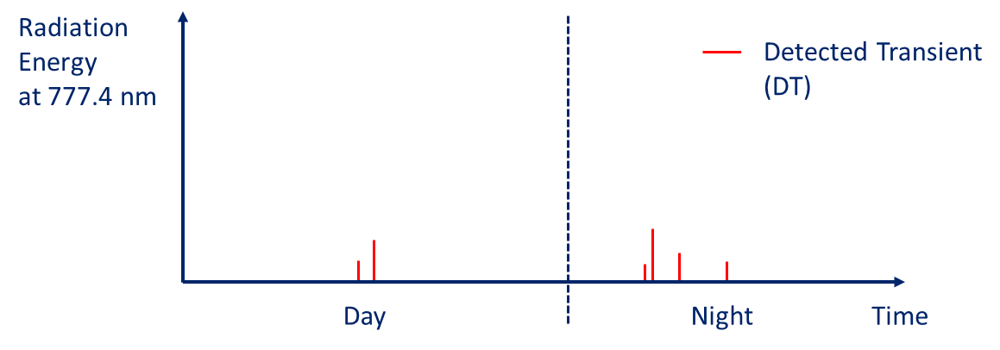 Radiation
Energy
at 777.4 nm
Detected Transient
(DT)
Day
Night
Time